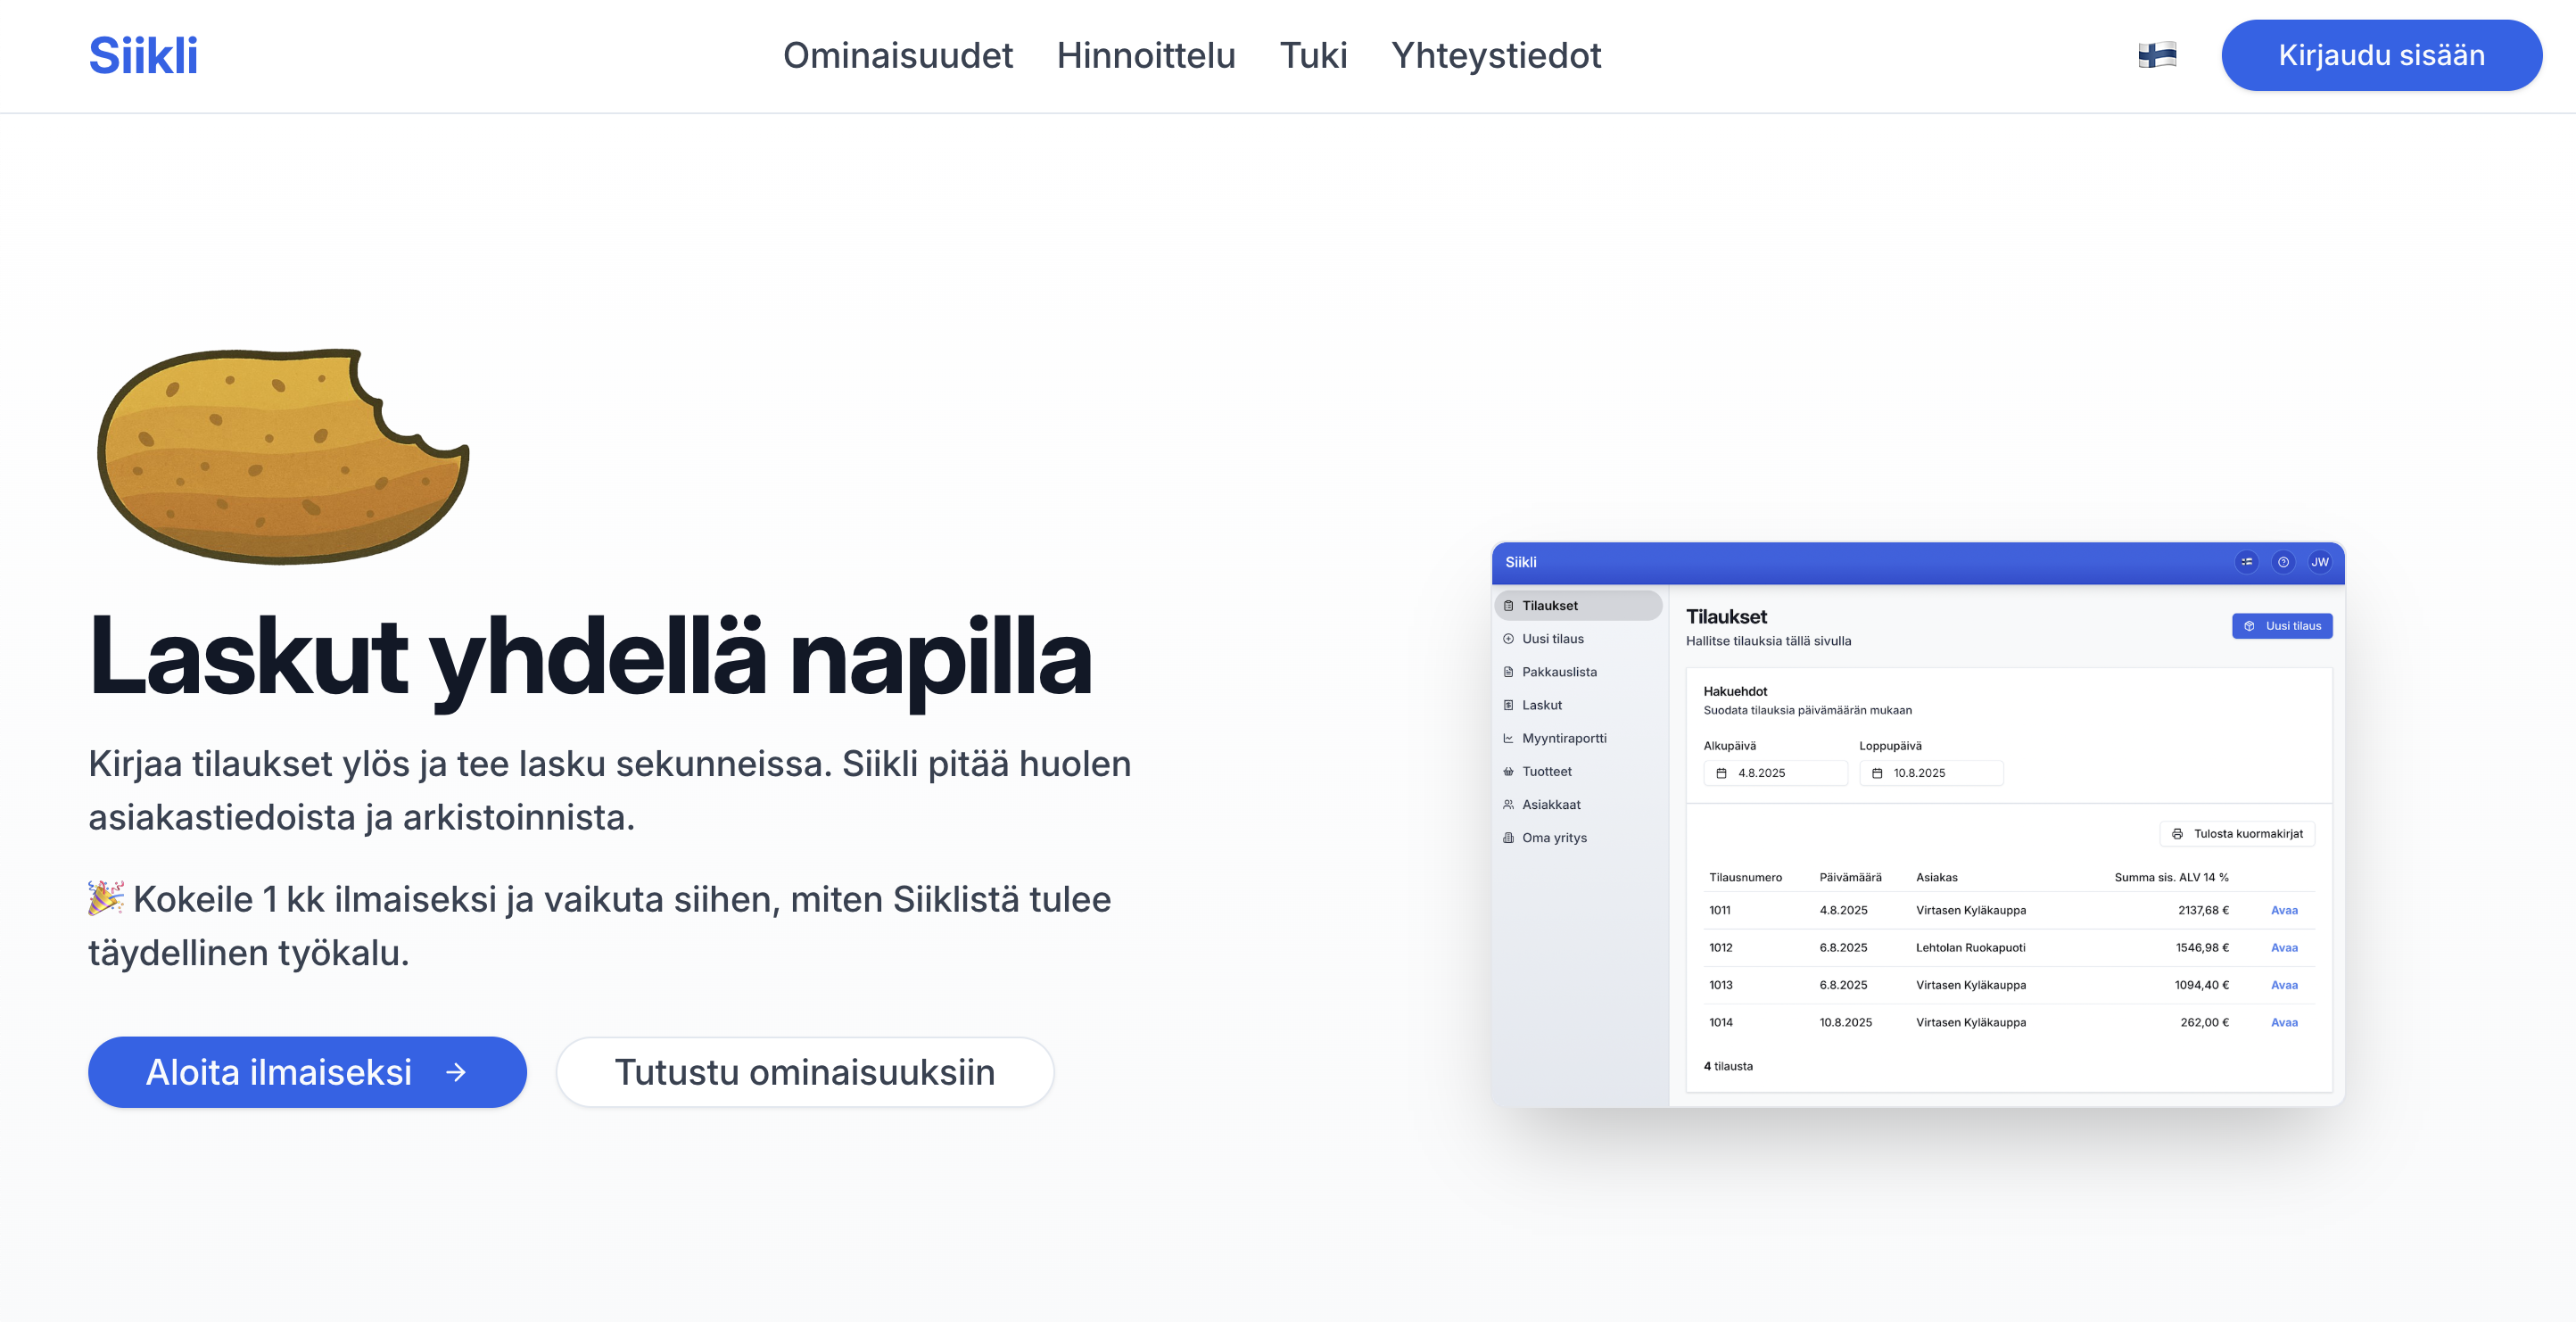 Siikli
Ominaisuudet Hinnoittelu Tuki Yhteystiedot
Kirjaudu sisään
Laskut yhdellä napilla
Kirjaa tilaukset ylös ja tee lasku sekunneissa. Siikli pitää huolen
asiakastiedoista ja arkistoinnista.
🎉 Kokeile 1 kk ilmaiseksi ja vaikuta siihen, miten Siiklistä tulee
täydellinen työkalu.
Aloita ilmaiseksi →
Tutustu ominaisuuksiin
Siikli
JW
Tilaukset
Uusi tilaus
Pakkauslista
Laskut
Myyntiraportti
Tuotteet
Asiakkaat
Oma yritys
Tilaukset
Hallitse tilauksia tällä sivulla
Uusi tilaus
Hakuehdot
Suodata tilauksia päivämäärän mukaan
Alkupäivä Loppupäivä
4.8.2025 10.8.2025
Tulosta kuormakirjat
Tilausnumero Päivämäärä Asiakas Summa sis. ALV 14 %
1011 4.8.2025 Virtasen Kyläkauppa 2137,68 € Avaa
1012 6.8.2025 Lehtolan Ruokapuoti 1546,98 € Avaa
1013 6.8.2025 Virtasen Kyläkauppa 1094,40 € Avaa
1014 10.8.2025 Virtasen Kyläkauppa 262,00 € Avaa
4 tilausta